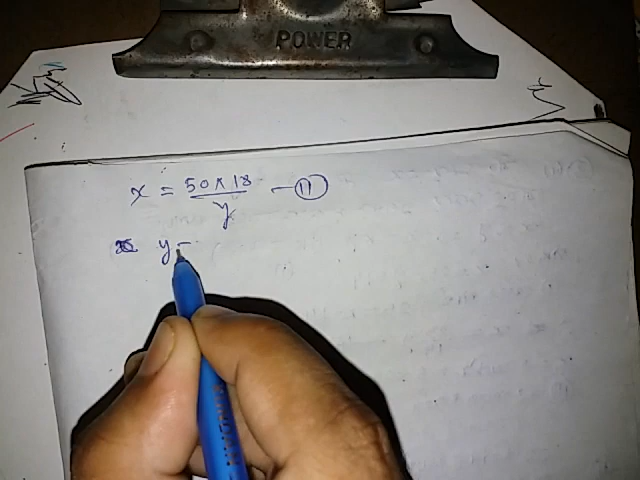 POWER
x = 50 × 18 / y — (11)
y -